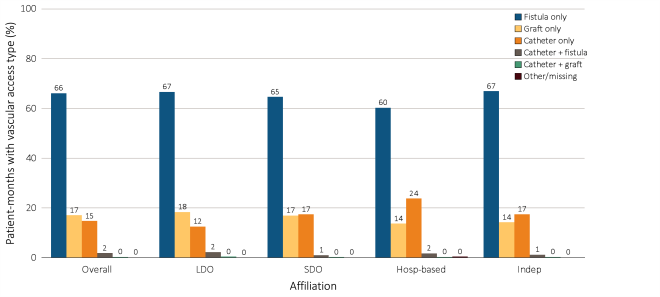 Patient-months with vascular access type (%)
100
80
60
40
20
0
Fistula only
Graft only
Catheter only
Catheter + fistula
Catheter + graft
Other/missing
66
17
15
2
0
0
67
18
12
2
0
0
65
17
17
1
0
0
60
14
24
2
0
0
67
14
17
1
0
0
Overall
LDO
SDO
Hosp-based
Indep
Affiliation